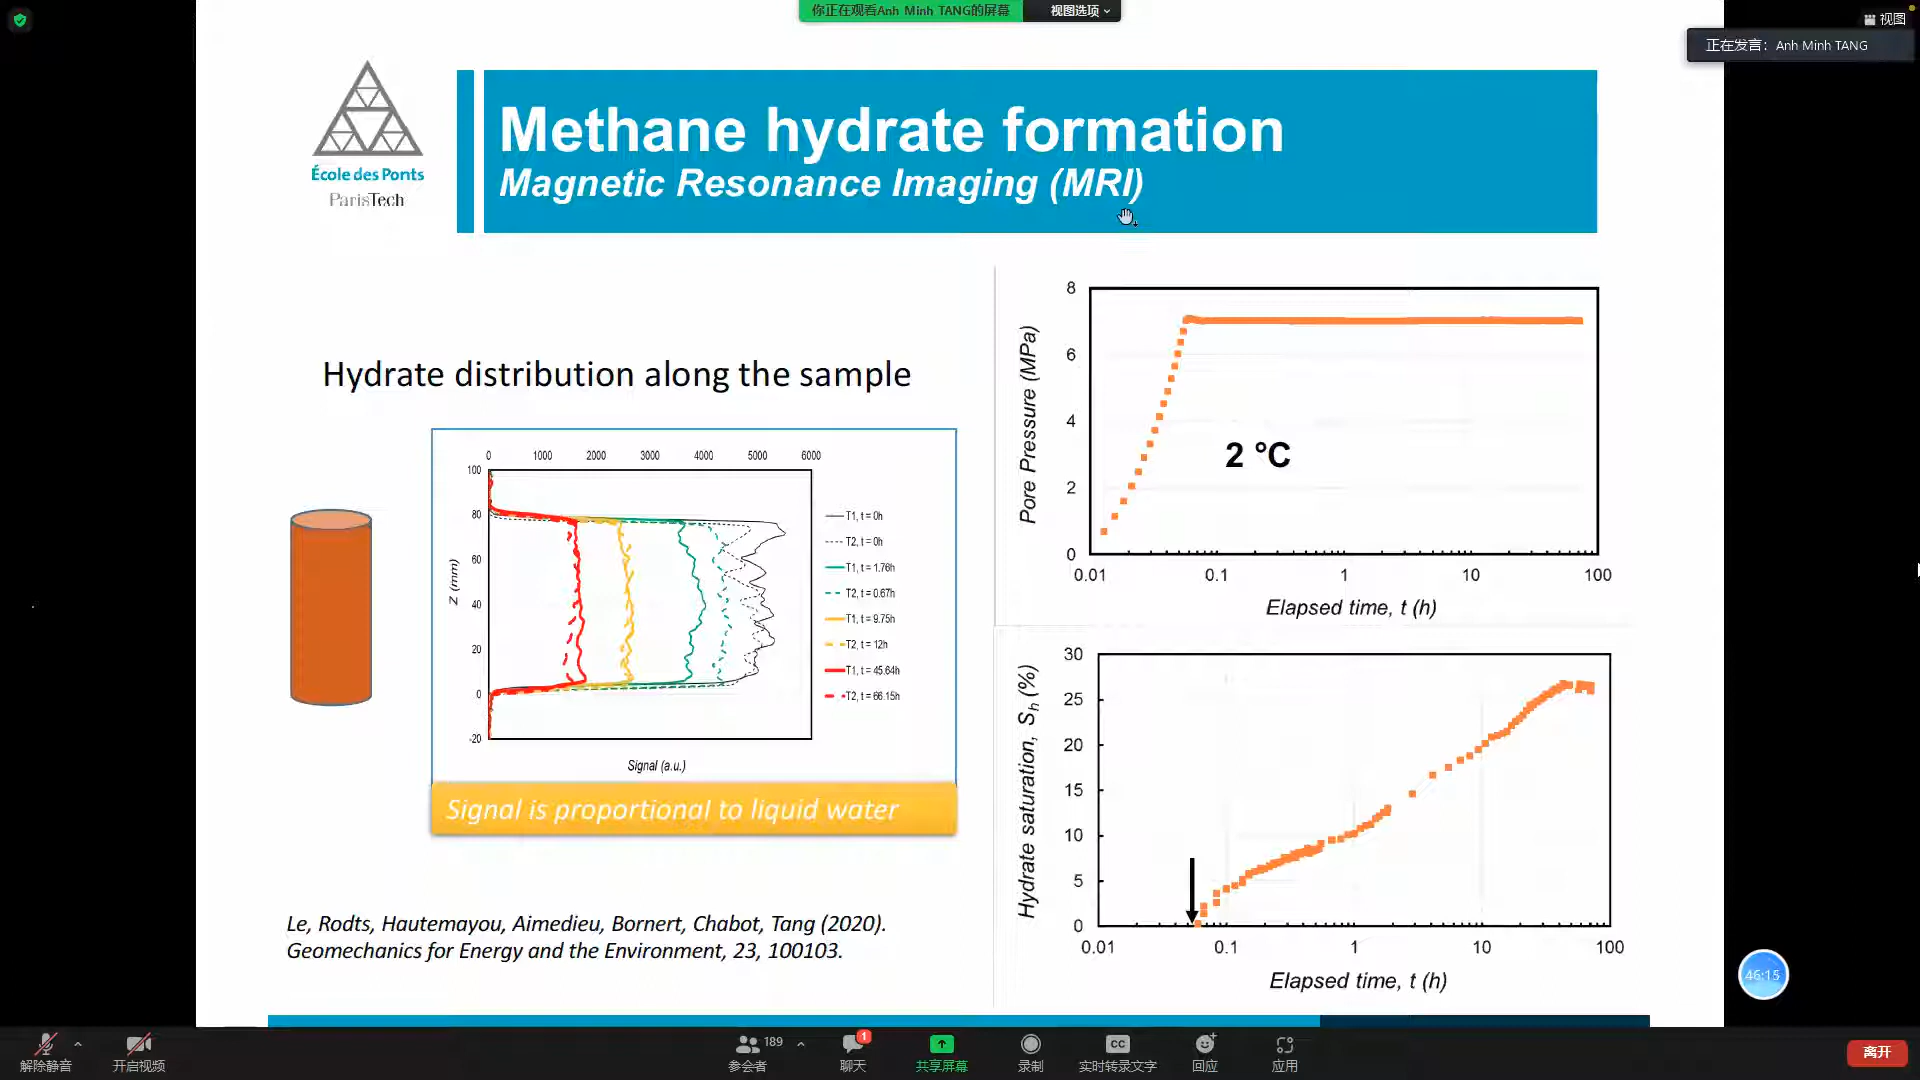 你正在观看Anh Minh TANG的屏幕
视图选项
视图
正在发言: Anh Minh TANG
École des Ponts
ParisTech
Methane hydrate formation
Magnetic Resonance Imaging (MRI)
Hydrate distribution along the sample
0 1000 2000 3000 4000 5000 6000
100
80
60
40
20
0
-20
Z (mm)
Signal (a.u.)
T1, t = 0h
T2, t = 0h
T1, t = 1.76h
T2, t = 0.67h
T1, t = 9.75h
T2, t = 12h
T1, t = 45.64h
T2, t = 66.15h
Signal is proportional to liquid water
Le, Rodts, Hautemayou, Aimedieu, Bornert, Chabot, Tang (2020).
Geomechanics for Energy and the Environment, 23, 100103.
8
6
4
2
0
Pore Pressure (MPa)
2 °C
0.01 0.1 1 10 100
Elapsed time, t (h)
30
25
20
15
10
5
0
Hydrate saturation, Sh (%)
0.01 0.1 1 10 100
Elapsed time, t (h)
46:15
解除静音
开启视频
189
参会者
1
聊天
共享屏幕
录制
CC
实时转录文字
回应
应用
离开